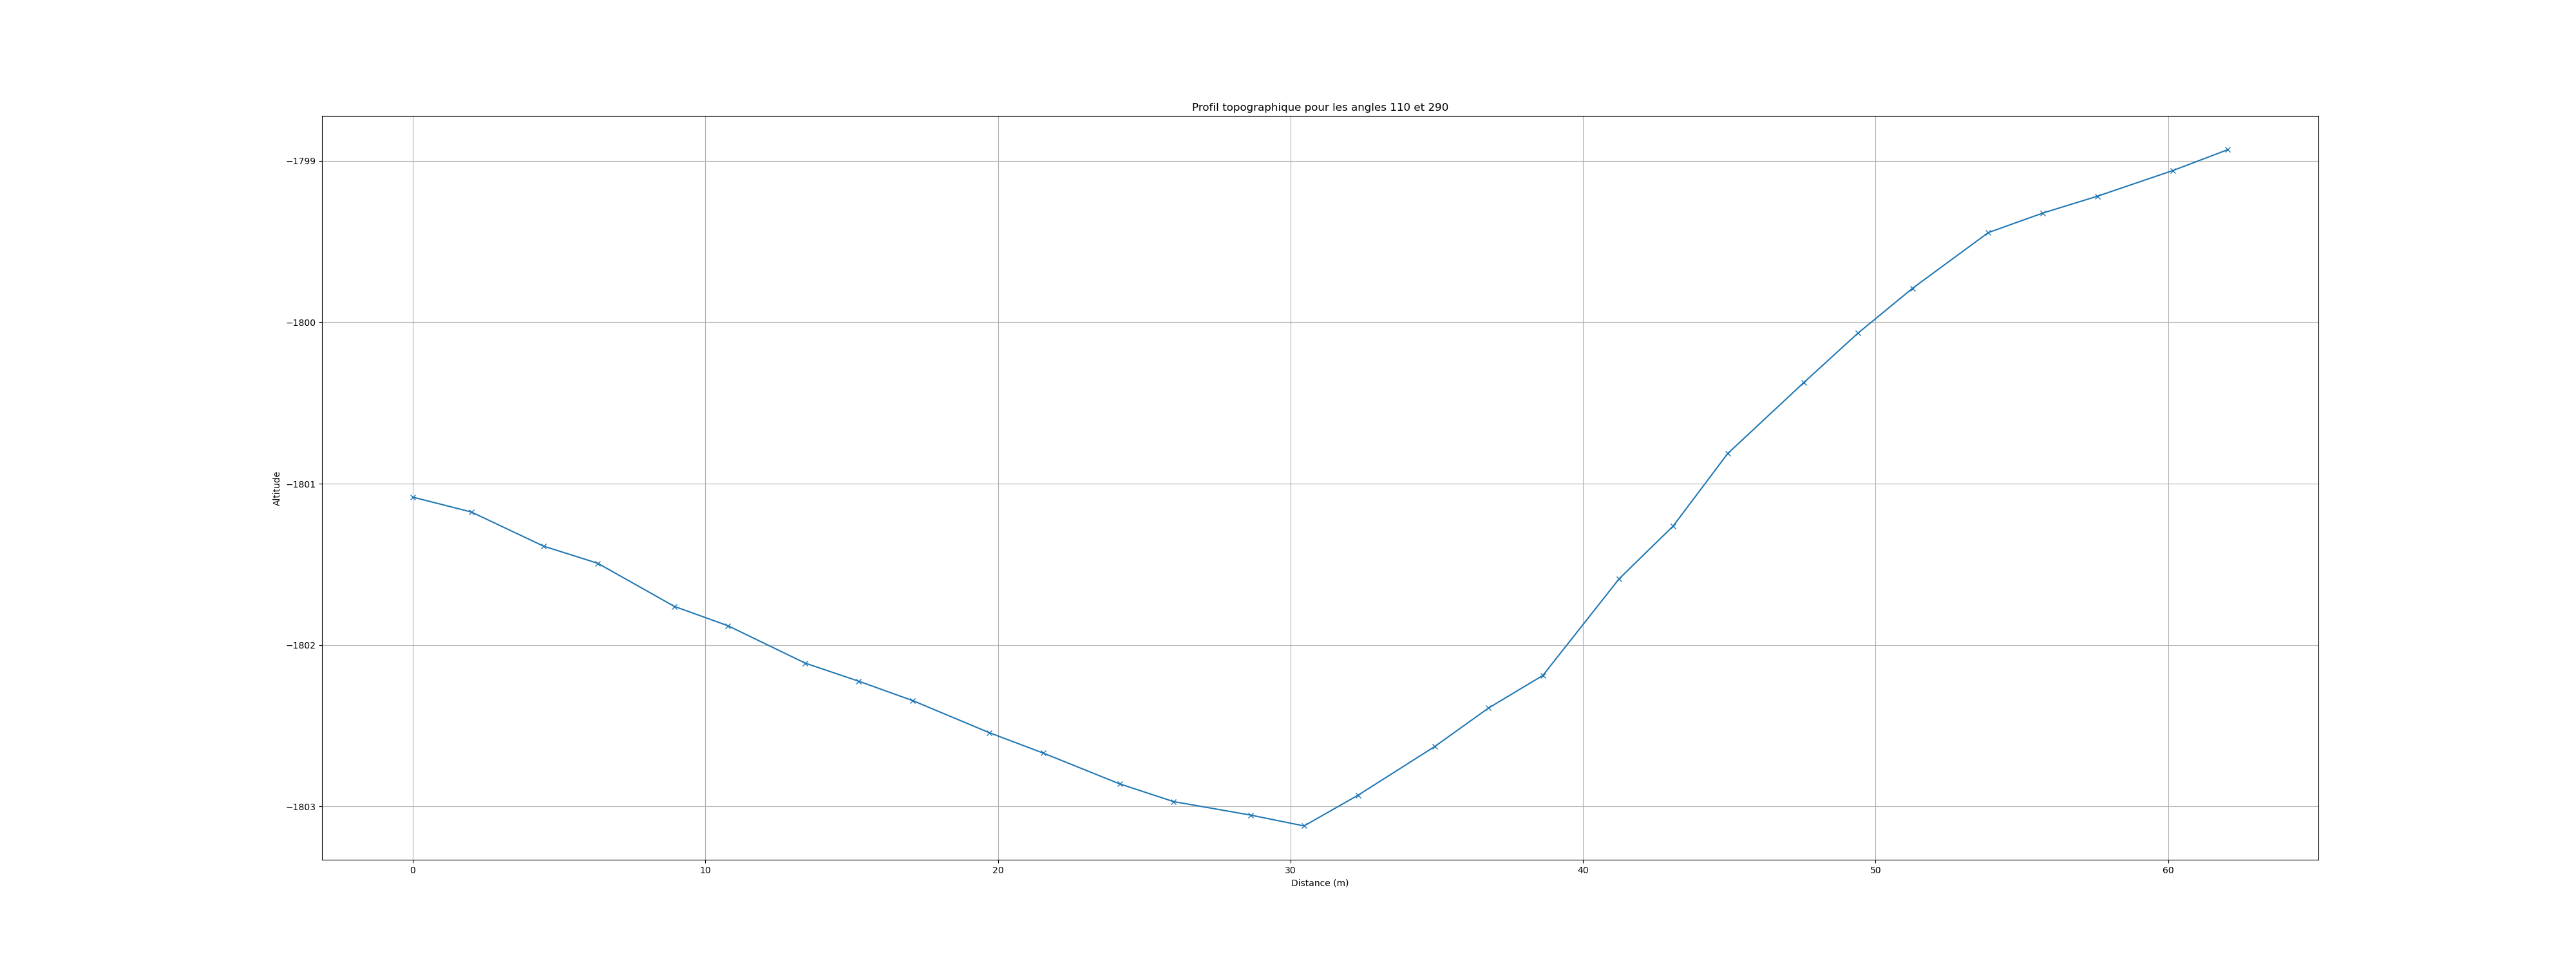 Profil topographique pour les angles 110 et 290
Altitude
−1799
−1800
−1801
−1802
−1803
0 10 20 30 40 50 60
Distance (m)